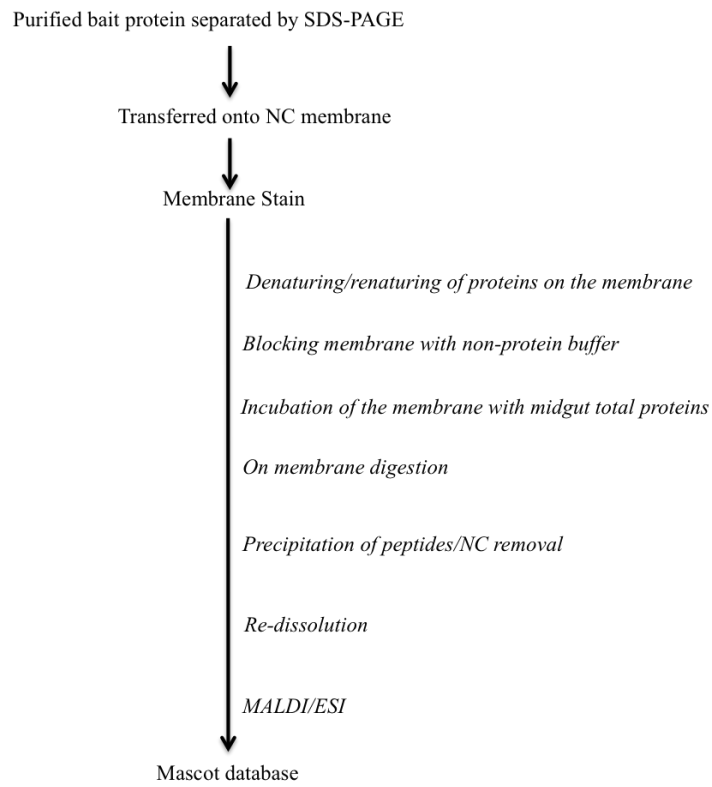 Purified bait protein separated by SDS-PAGE
Transferred onto NC membrane
Membrane Stain
Denaturing/renaturing of proteins on the membrane
Blocking membrane with non-protein buffer
Incubation of the membrane with midgut total proteins
On membrane digestion
Precipitation of peptides/NC removal
Re-dissolution
MALDI/ESI
Mascot database